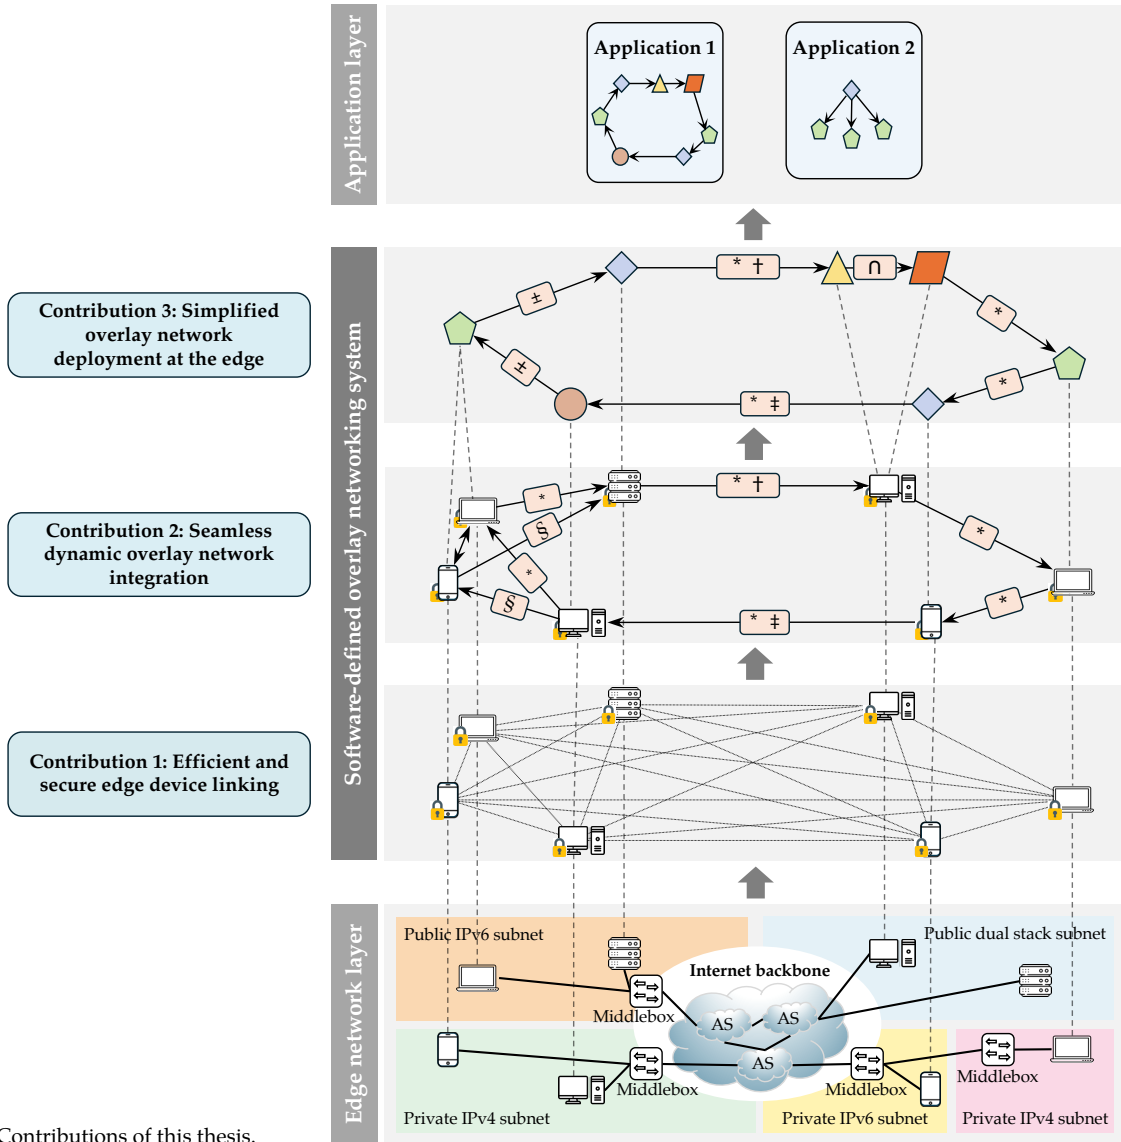 Application layer
Application 1
Application 2
Software-defined overlay networking system
Contribution 3: Simplified
overlay network
deployment at the edge
* †
∩
±
*
±
*
* ‡
Contribution 2: Seamless
dynamic overlay network
integration
* †
*
§
*
*
§
*
* ‡
Contribution 1: Efficient and
secure edge device linking
Edge network layer
Public IPv6 subnet
Public dual stack subnet
Internet backbone
Middlebox
AS
AS
AS
Middlebox
Middlebox
Middlebox
Private IPv4 subnet
Private IPv6 subnet
Private IPv4 subnet
Contributions of this thesis.